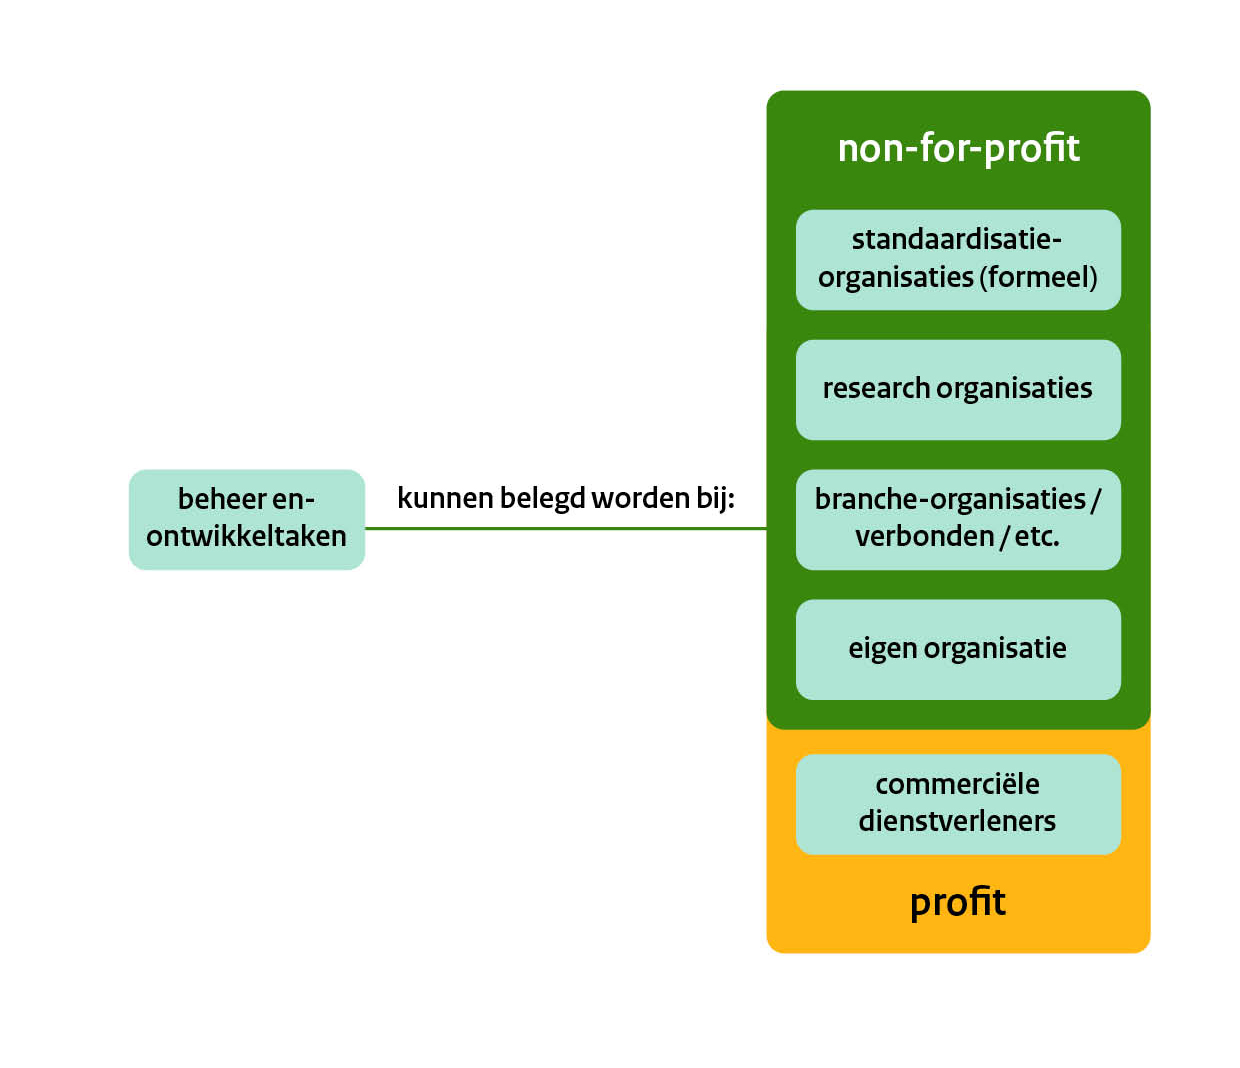 beheer en-
ontwikkeltaken
kunnen belegd worden bij:
non-for-profit
standaardisatie-
organisaties (formeel)
research organisaties
branche-organisaties /
verbonden / etc.
eigen organisatie
commerciële
dienstverleners
profit